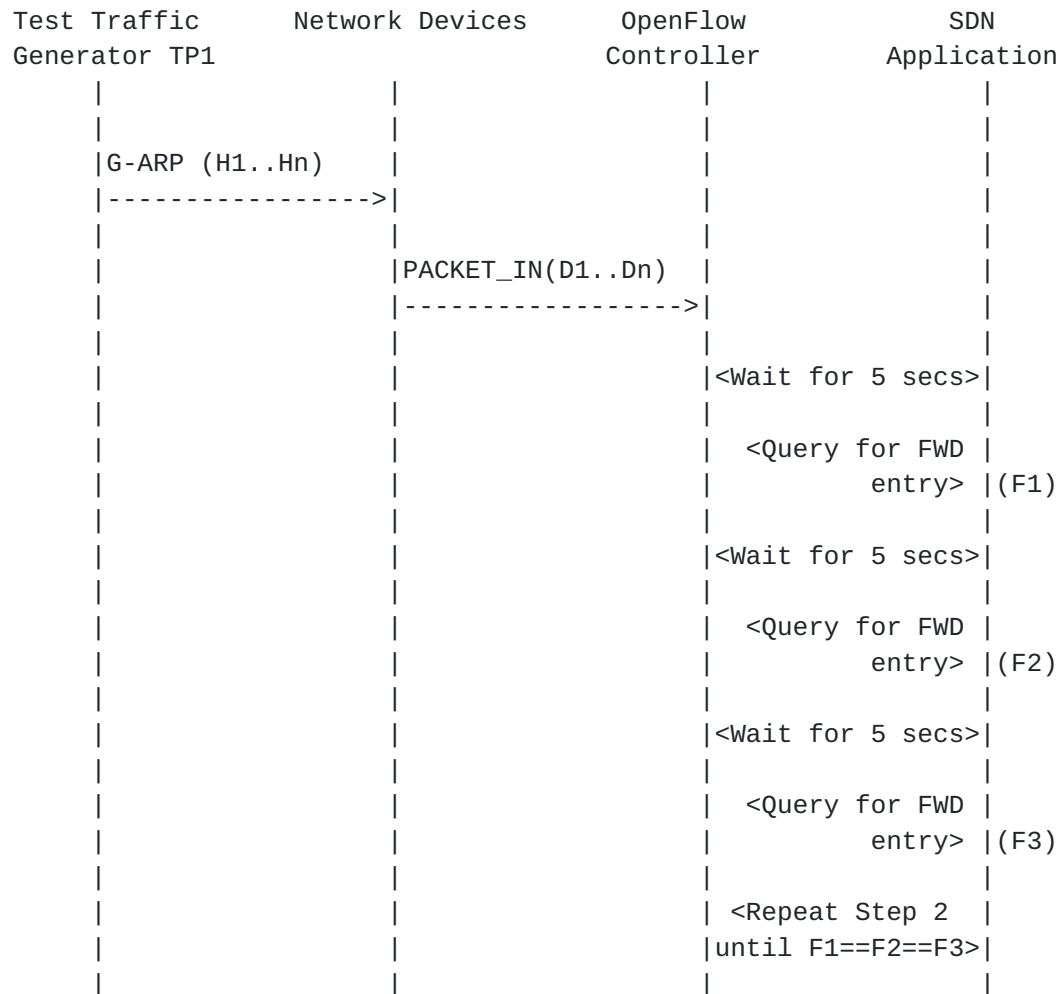 Test Traffic      Network Devices      OpenFlow            SDN
Generator TP1                         Controller        Application
     |                  |                   |                 |
     |                  |                   |                 |
     |G-ARP (H1..Hn)    |                   |                 |
     |----------------->|                   |                 |
     |                  |                   |                 |
     |                  |PACKET_IN(D1..Dn)  |                 |
     |                  |------------------>|                 |
     |                  |                   |                 |
     |                  |                   |<Wait for 5 secs>|
     |                  |                   |                 |
     |                  |                   |  <Query for FWD |
     |                  |                   |          entry> |(F1)
     |                  |                   |                 |
     |                  |                   |<Wait for 5 secs>|
     |                  |                   |                 |
     |                  |                   |  <Query for FWD |
     |                  |                   |          entry> |(F2)
     |                  |                   |                 |
     |                  |                   |<Wait for 5 secs>|
     |                  |                   |                 |
     |                  |                   |  <Query for FWD |
     |                  |                   |          entry> |(F3)
     |                  |                   |                 |
     |                  |                   | <Repeat Step 2  |
     |                  |                   |until F1==F2==F3>|
     |                  |                   |                 |